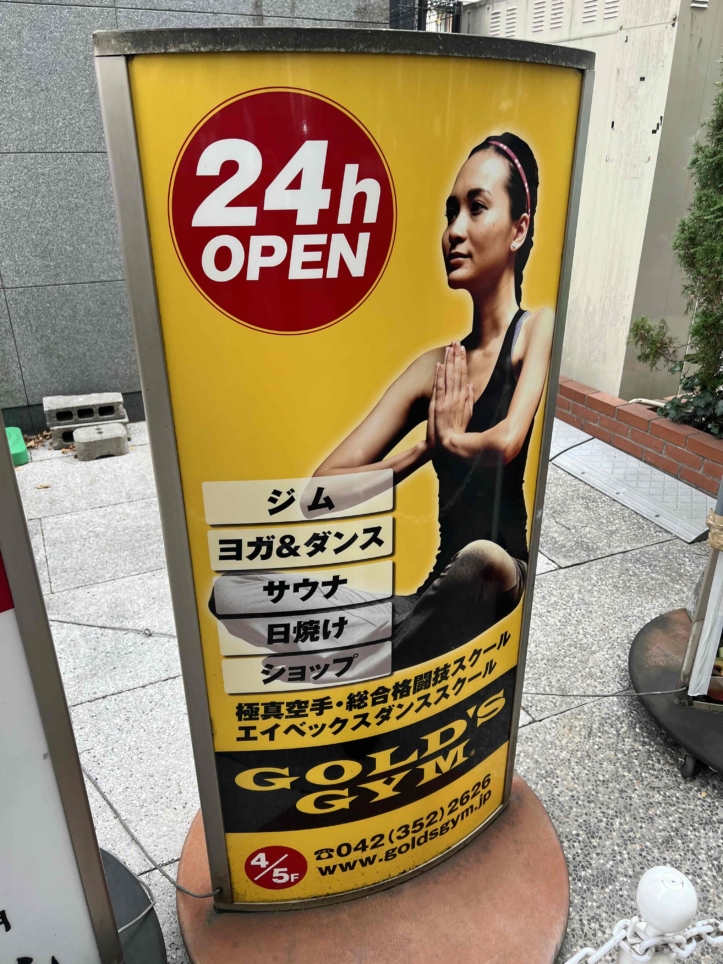 24h
OPEN
ジム
ヨガ&ダンス
サウナ
日焼け
ショップ
極真空手・総合格闘技スクール
エイベックスダンススクール
GOLD'S
GYM
4/5F
☎042(352)2626
www.goldsgym.jp